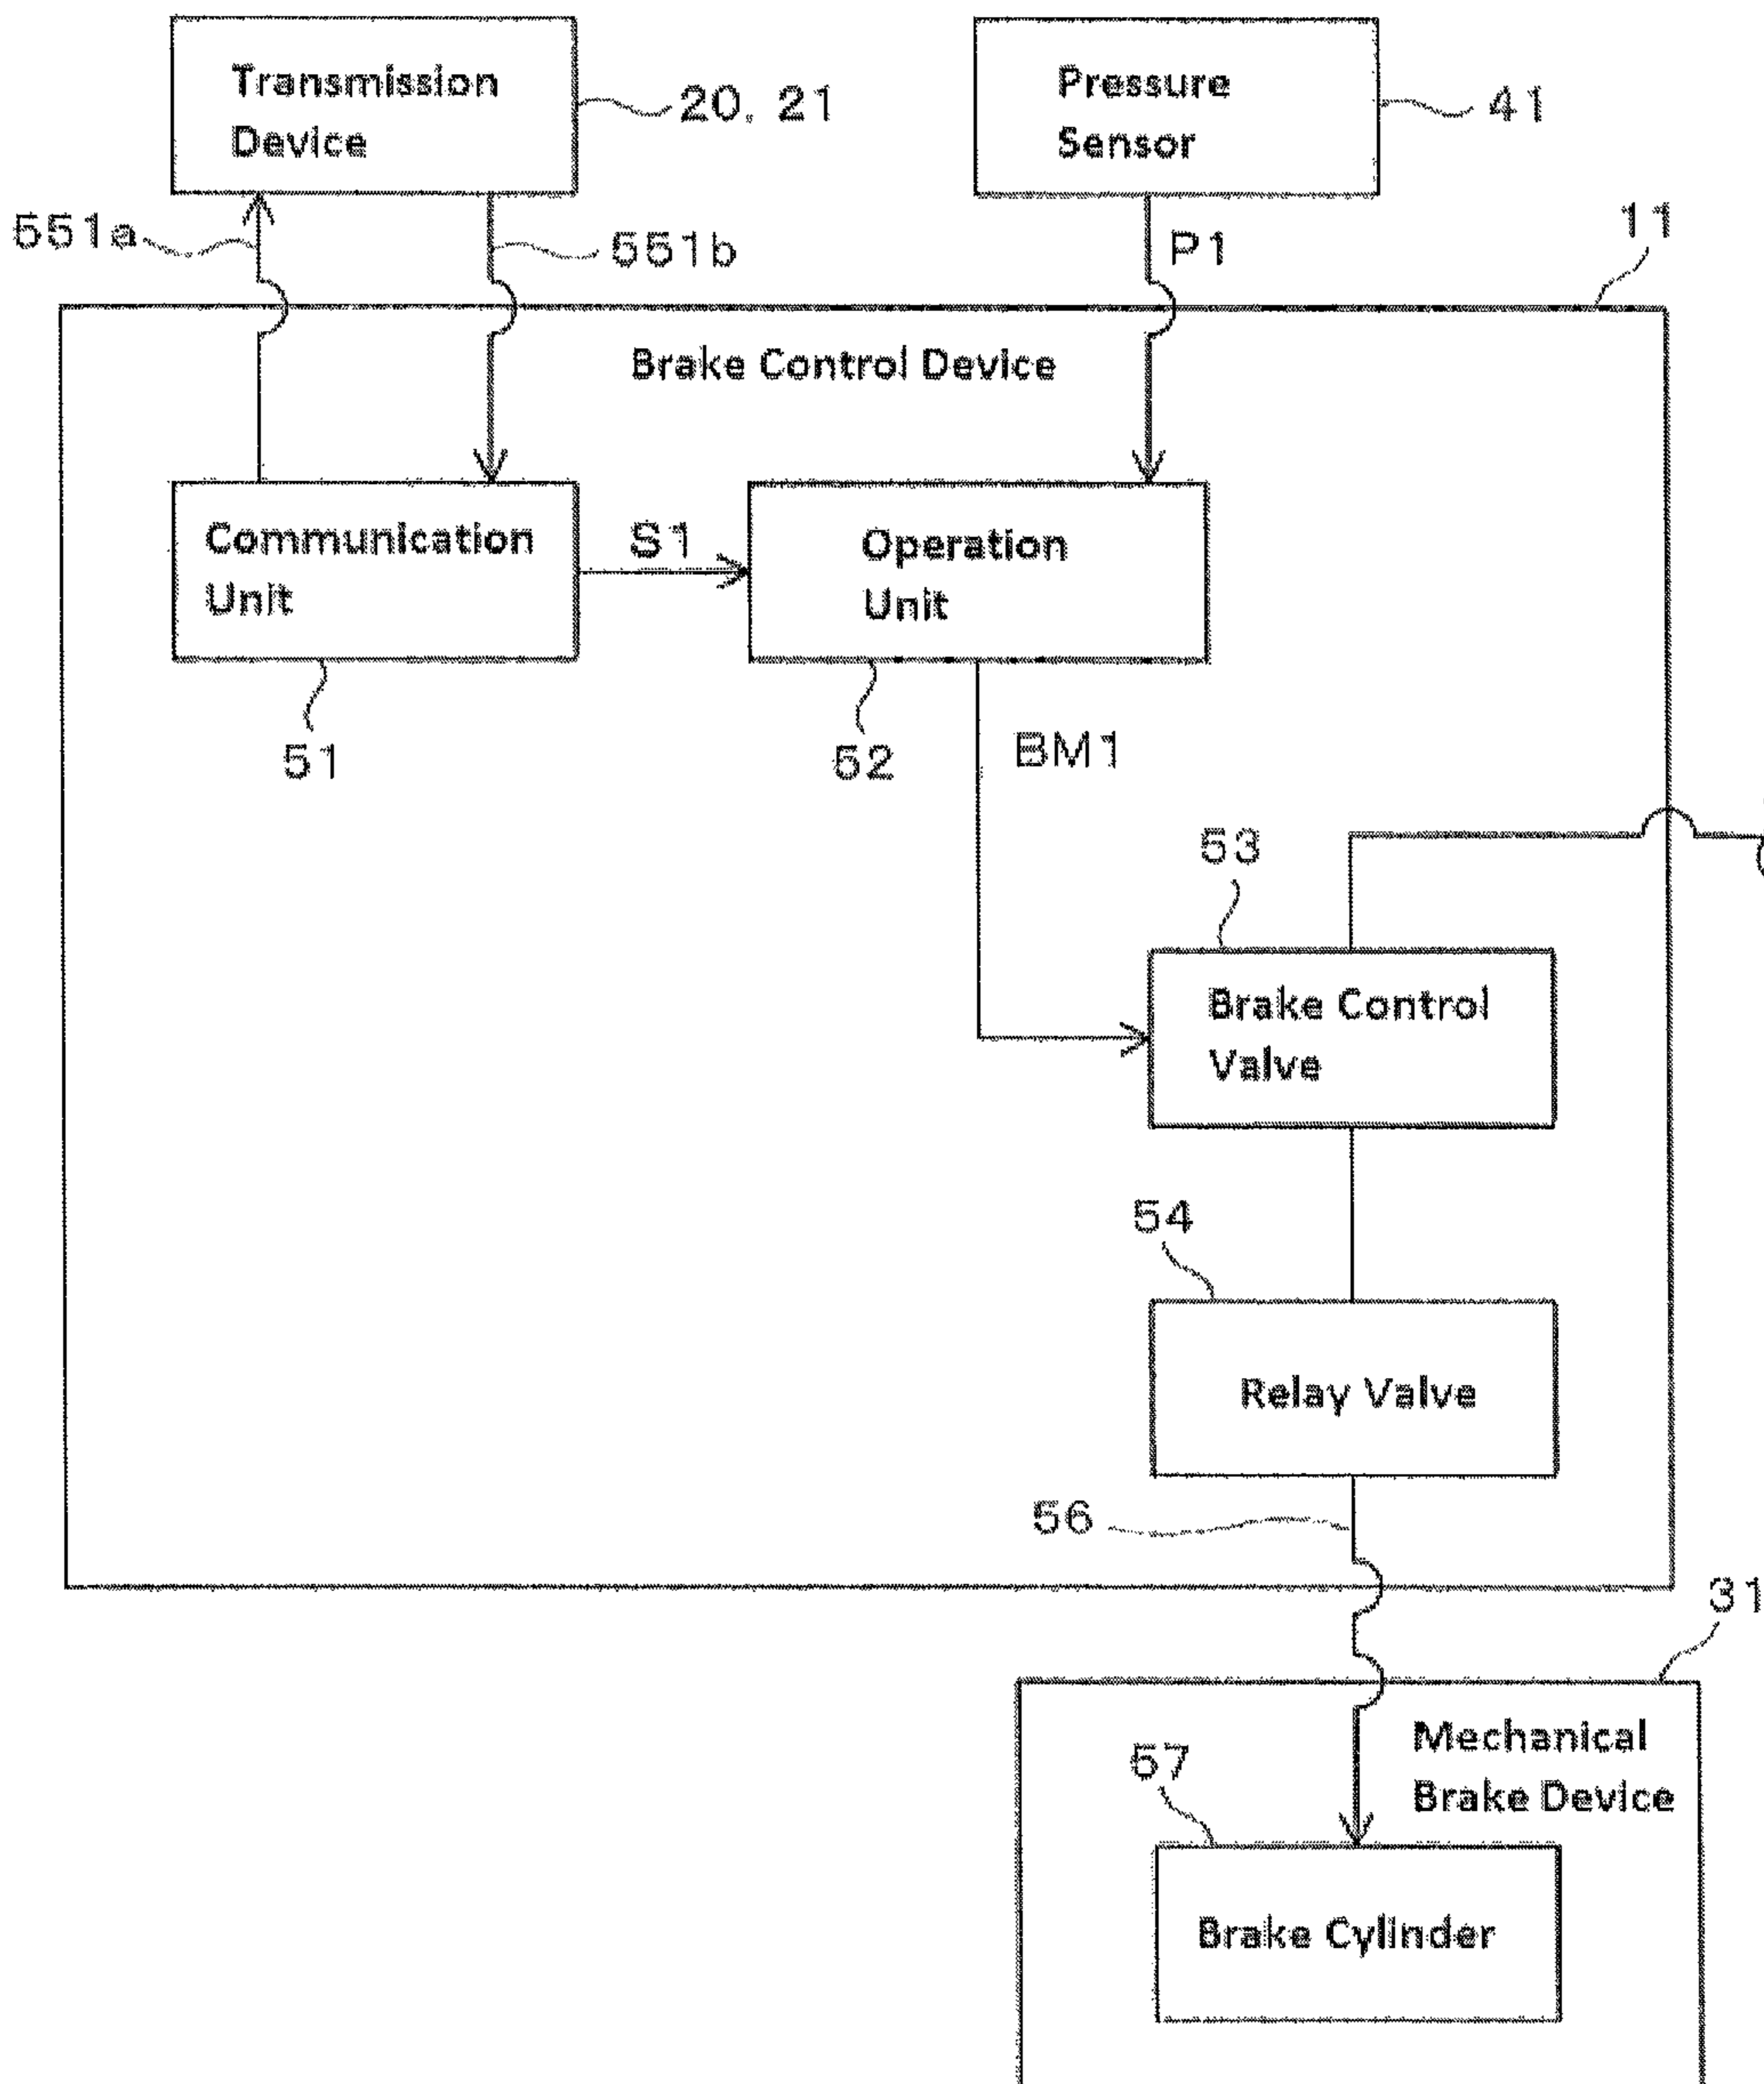 Transmission
Device
20, 21
Pressure
Sensor
41
551a
551b
P1
11
Brake Control Device
Communication
Unit
S1
Operation
Unit
51
52
BM1
53
Brake Control
Valve
54
Relay Valve
56
31
Mechanical
Brake Device
57
Brake Cylinder